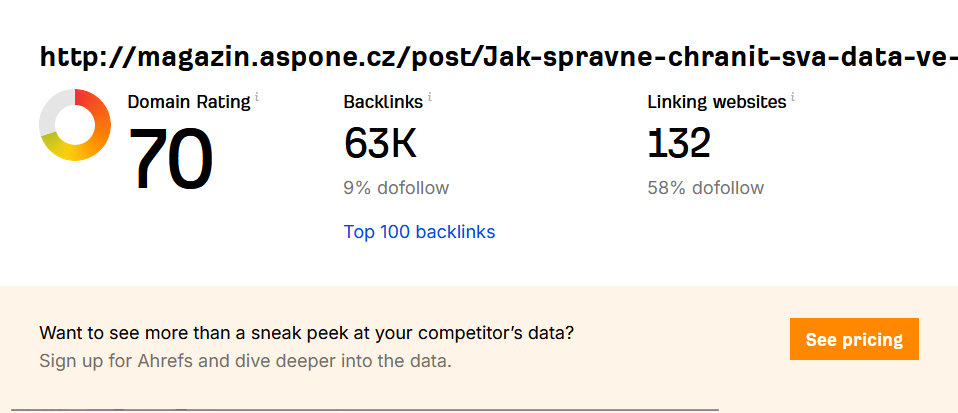 http://magazin.aspone.cz/post/Jak-spravne-chranit-sva-data-ve-
Domain Rating i
Backlinks i
Linking websites i
70
63K
132
9% dofollow
58% dofollow
Top 100 backlinks
Want to see more than a sneak peek at your competitor's data?
Sign up for Ahrefs and dive deeper into the data.
See pricing